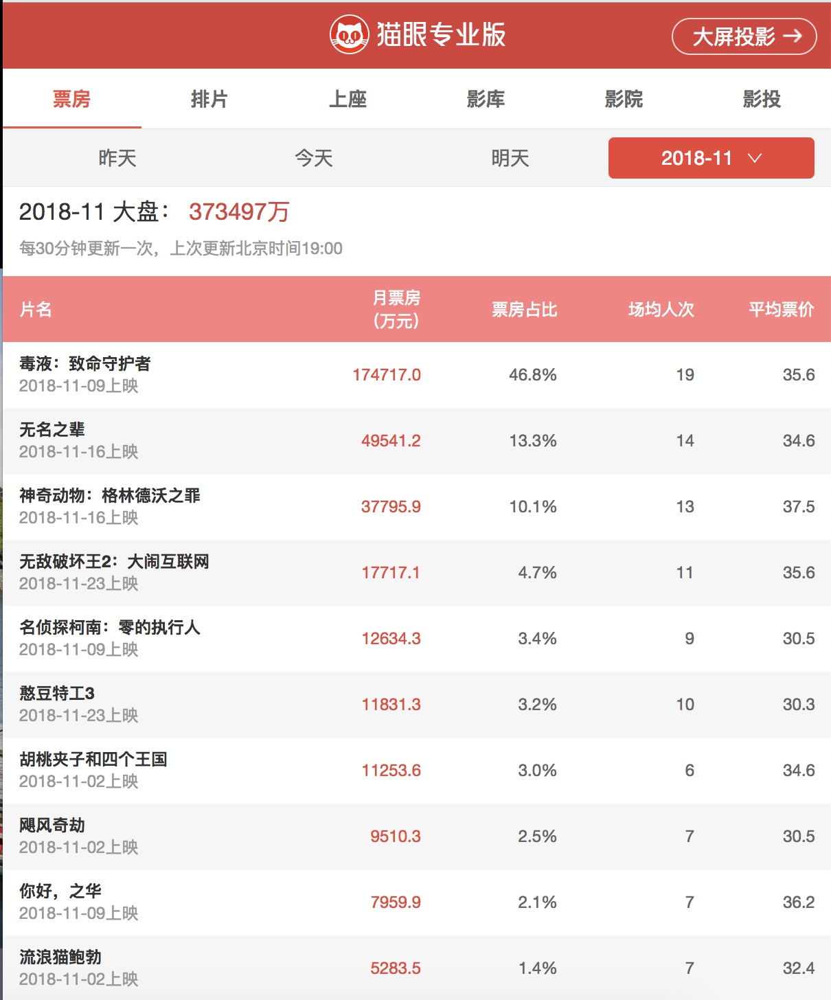 猫眼专业版
大屏投影
票房 排片 上座 影库 影院 影投
昨天 今天 明天 2018-11
2018-11 大盘： 373497万
每30分钟更新一次，上次更新北京时间19:00
片名 月票房 (万元) 票房占比 场均人次 平均票价
毒液：致命守护者
2018-11-09上映
174717.0 46.8% 19 35.6
无名之辈
2018-11-16上映
49541.2 13.3% 14 34.6
神奇动物：格林德沃之罪
2018-11-16上映
37795.9 10.1% 13 37.5
无敌破坏王2：大闹互联网
2018-11-23上映
17717.1 4.7% 11 35.6
名侦探柯南：零的执行人
2018-11-09上映
12634.3 3.4% 9 30.5
憨豆特工3
2018-11-23上映
11831.3 3.2% 10 30.3
胡桃夹子和四个王国
2018-11-02上映
11253.6 3.0% 6 34.6
飓风奇劫
2018-11-02上映
9510.3 2.5% 7 30.5
你好，之华
2018-11-09上映
7959.9 2.1% 7 36.2
流浪猫鲍勃
2018-11-02上映
5283.5 1.4% 7 32.4